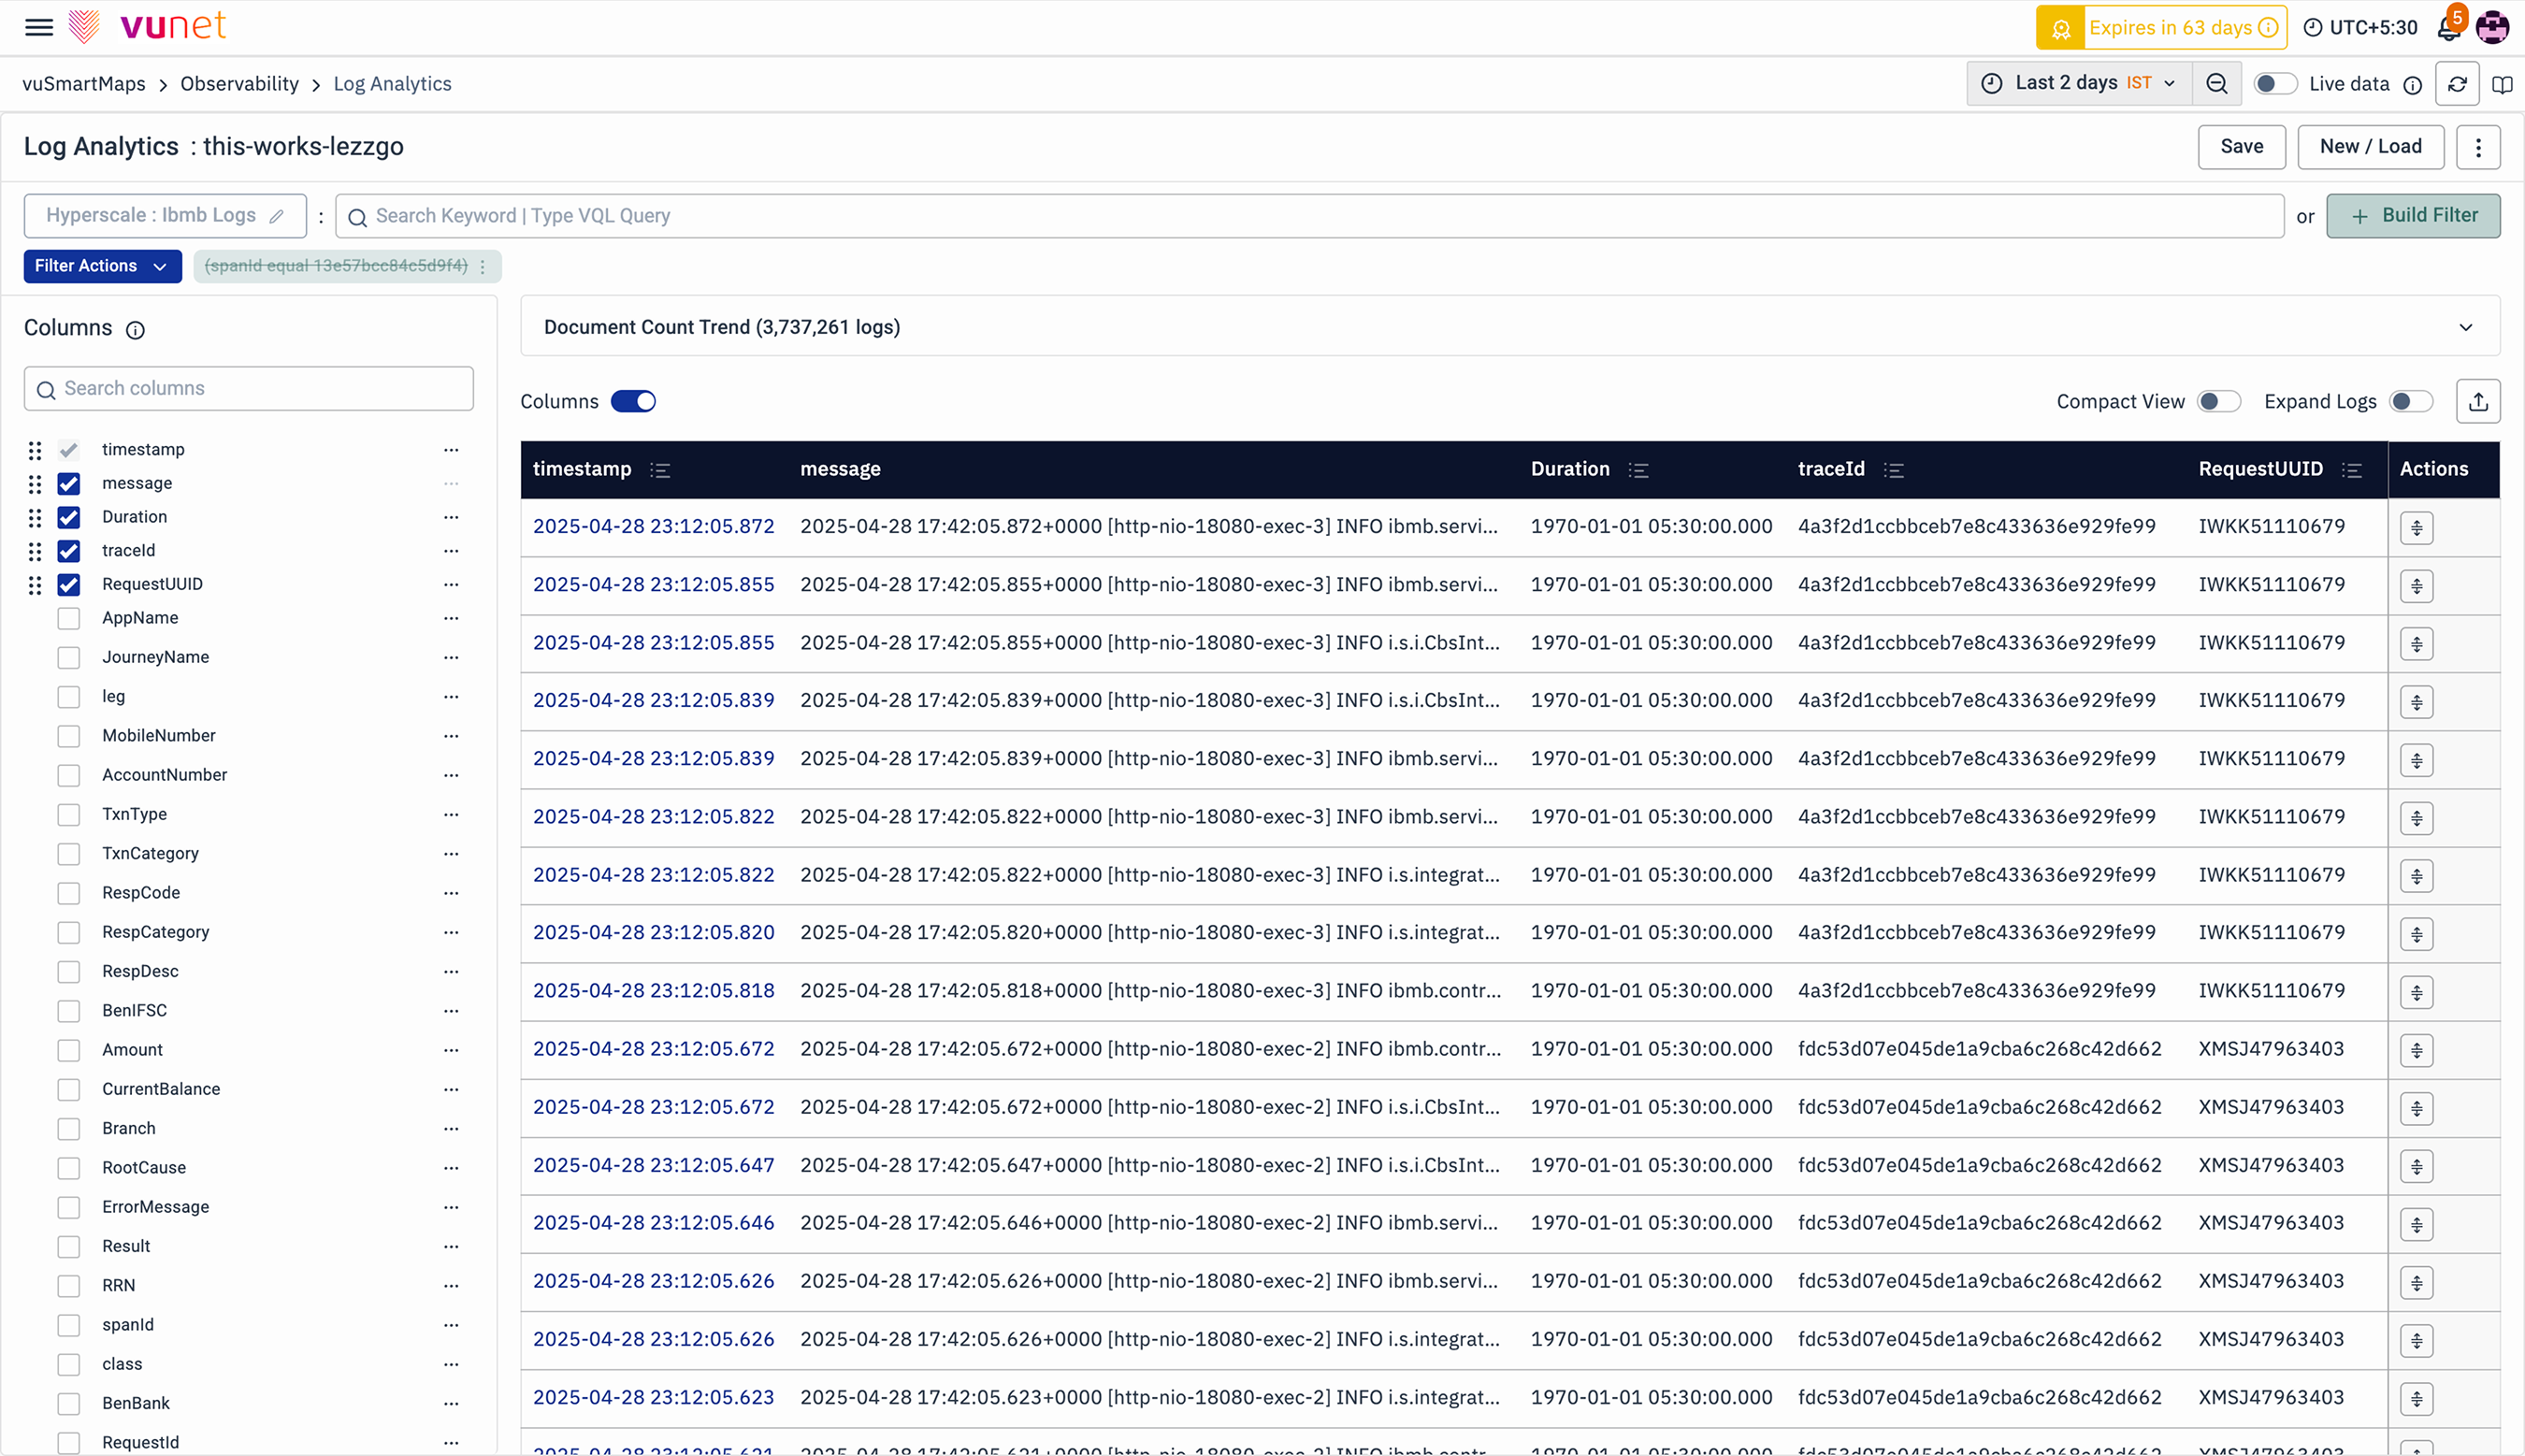 vunet
Expires in 63 days
UTC+5:30
5
vuSmartMaps > Observability > Log Analytics
Last 2 days IST
Live data
Log Analytics : this-works-lezzgo
Save
New / Load
Hyperscale : Ibmb Logs :
Search Keyword | Type VQL Query
or
+ Build Filter
Filter Actions
(spanId equal 13e57bcc84c5d9f4)
Columns
Search columns
timestamp
message
Duration
traceId
RequestUUID
AppName
JourneyName
leg
MobileNumber
AccountNumber
TxnType
TxnCategory
RespCode
RespCategory
RespDesc
BenIFSC
Amount
CurrentBalance
Branch
RootCause
ErrorMessage
Result
RRN
spanId
class
BenBank
RequestId
Document Count Trend (3,737,261 logs)
Columns
Compact View
Expand Logs
timestamp message Duration traceId RequestUUID Actions
2025-04-28 23:12:05.872 2025-04-28 17:42:05.872+0000 [http-nio-18080-exec-3] INFO ibmb.servi... 1970-01-01 05:30:00.000 4a3f2d1ccbbceb7e8c433636e929fe99 IWKK51110679
2025-04-28 23:12:05.855 2025-04-28 17:42:05.855+0000 [http-nio-18080-exec-3] INFO ibmb.servi... 1970-01-01 05:30:00.000 4a3f2d1ccbbceb7e8c433636e929fe99 IWKK51110679
2025-04-28 23:12:05.855 2025-04-28 17:42:05.855+0000 [http-nio-18080-exec-3] INFO i.s.i.CbsInt... 1970-01-01 05:30:00.000 4a3f2d1ccbbceb7e8c433636e929fe99 IWKK51110679
2025-04-28 23:12:05.839 2025-04-28 17:42:05.839+0000 [http-nio-18080-exec-3] INFO i.s.i.CbsInt... 1970-01-01 05:30:00.000 4a3f2d1ccbbceb7e8c433636e929fe99 IWKK51110679
2025-04-28 23:12:05.839 2025-04-28 17:42:05.839+0000 [http-nio-18080-exec-3] INFO ibmb.servi... 1970-01-01 05:30:00.000 4a3f2d1ccbbceb7e8c433636e929fe99 IWKK51110679
2025-04-28 23:12:05.822 2025-04-28 17:42:05.822+0000 [http-nio-18080-exec-3] INFO ibmb.servi... 1970-01-01 05:30:00.000 4a3f2d1ccbbceb7e8c433636e929fe99 IWKK51110679
2025-04-28 23:12:05.822 2025-04-28 17:42:05.822+0000 [http-nio-18080-exec-3] INFO i.s.integrat... 1970-01-01 05:30:00.000 4a3f2d1ccbbceb7e8c433636e929fe99 IWKK51110679
2025-04-28 23:12:05.820 2025-04-28 17:42:05.820+0000 [http-nio-18080-exec-3] INFO i.s.integrat... 1970-01-01 05:30:00.000 4a3f2d1ccbbceb7e8c433636e929fe99 IWKK51110679
2025-04-28 23:12:05.818 2025-04-28 17:42:05.818+0000 [http-nio-18080-exec-3] INFO ibmb.contr... 1970-01-01 05:30:00.000 4a3f2d1ccbbceb7e8c433636e929fe99 IWKK51110679
2025-04-28 23:12:05.672 2025-04-28 17:42:05.672+0000 [http-nio-18080-exec-2] INFO ibmb.contr... 1970-01-01 05:30:00.000 fdc53d07e045de1a9cba6c268c42d662 XMSJ47963403
2025-04-28 23:12:05.672 2025-04-28 17:42:05.672+0000 [http-nio-18080-exec-2] INFO i.s.i.CbsInt... 1970-01-01 05:30:00.000 fdc53d07e045de1a9cba6c268c42d662 XMSJ47963403
2025-04-28 23:12:05.647 2025-04-28 17:42:05.647+0000 [http-nio-18080-exec-2] INFO i.s.i.CbsInt... 1970-01-01 05:30:00.000 fdc53d07e045de1a9cba6c268c42d662 XMSJ47963403
2025-04-28 23:12:05.646 2025-04-28 17:42:05.646+0000 [http-nio-18080-exec-2] INFO ibmb.servi... 1970-01-01 05:30:00.000 fdc53d07e045de1a9cba6c268c42d662 XMSJ47963403
2025-04-28 23:12:05.626 2025-04-28 17:42:05.626+0000 [http-nio-18080-exec-2] INFO ibmb.servi... 1970-01-01 05:30:00.000 fdc53d07e045de1a9cba6c268c42d662 XMSJ47963403
2025-04-28 23:12:05.626 2025-04-28 17:42:05.626+0000 [http-nio-18080-exec-2] INFO i.s.integrat... 1970-01-01 05:30:00.000 fdc53d07e045de1a9cba6c268c42d662 XMSJ47963403
2025-04-28 23:12:05.623 2025-04-28 17:42:05.623+0000 [http-nio-18080-exec-2] INFO i.s.integrat... 1970-01-01 05:30:00.000 fdc53d07e045de1a9cba6c268c42d662 XMSJ47963403